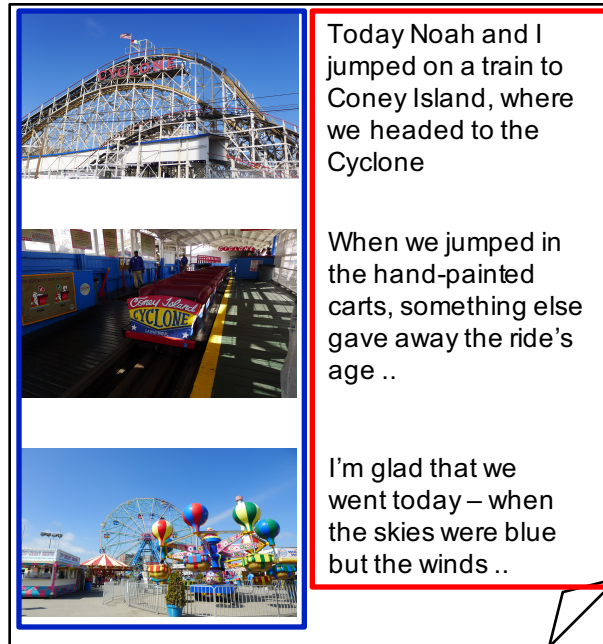 CYCLONE
Today Noah and I
jumped on a train to
Coney Island, where
we headed to the
Cyclone
Coney Island
CYCLONE
When we jumped in
the hand-painted
carts, something else
gave away the ride’s
age ..
I’m glad that we
went today – when
the skies were blue
but the winds ..